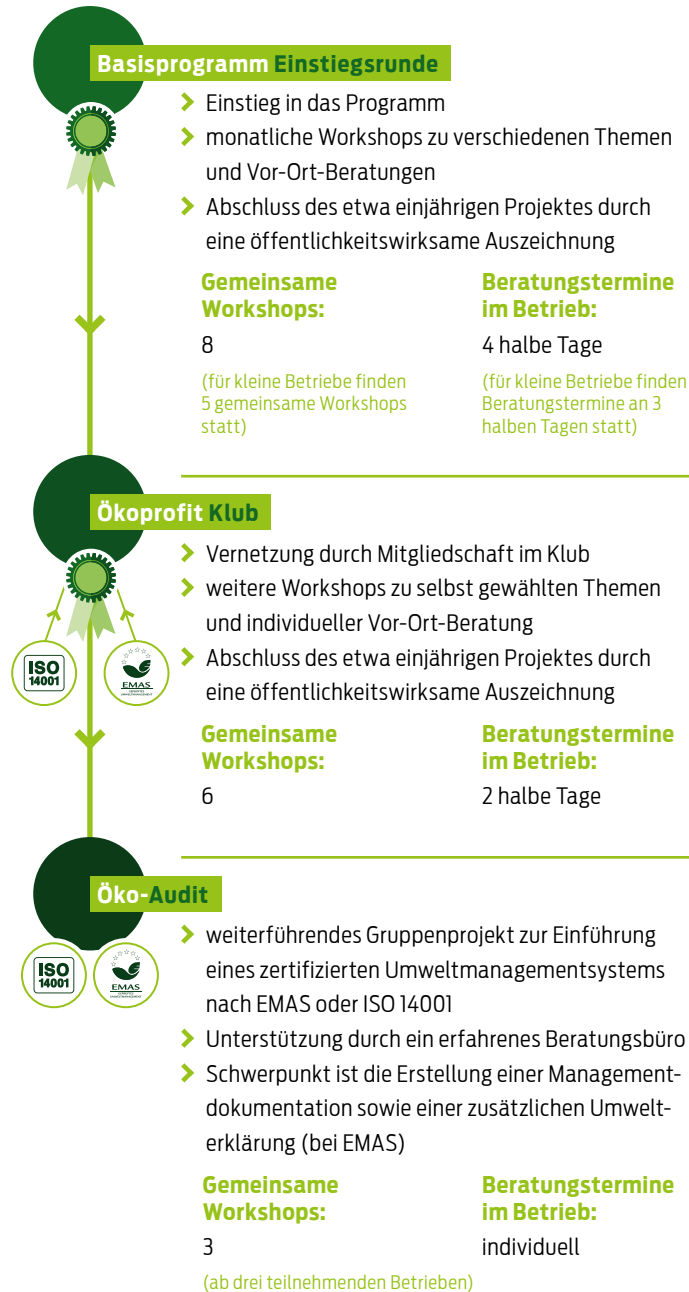 Basisprogramm Einstiegsrunde
Einstieg in das Programm
monatliche Workshops zu verschiedenen Themen
und Vor-Ort-Beratungen
Abschluss des etwa einjährigen Projektes durch
eine öffentlichkeitswirksame Auszeichnung
Gemeinsame
Workshops:
8
(für kleine Betriebe finden
5 gemeinsame Workshops
statt)
Beratungstermine
im Betrieb:
4 halbe Tage
(für kleine Betriebe finden
Beratungstermine an 3
halben Tagen statt)
Ökoprofit Klub
Vernetzung durch Mitgliedschaft im Klub
weitere Workshops zu selbst gewählten Themen
und individueller Vor-Ort-Beratung
Abschluss des etwa einjährigen Projektes durch
eine öffentlichkeitswirksame Auszeichnung
ISO
14001
EMAS
GEPRÜFTES
UMWELTMANAGEMENT
Gemeinsame
Workshops:
6
Beratungstermine
im Betrieb:
2 halbe Tage
Öko-Audit
ISO
14001
EMAS
GEPRÜFTES
UMWELTMANAGEMENT
weiterführendes Gruppenprojekt zur Einführung
eines zertifizierten Umweltmanagementsystems
nach EMAS oder ISO 14001
Unterstützung durch ein erfahrenes Beratungsbüro
Schwerpunkt ist die Erstellung einer Management-
dokumentation sowie einer zusätzlichen Umwelt-
erklärung (bei EMAS)
Gemeinsame
Workshops:
3
(ab drei teilnehmenden Betrieben)
Beratungstermine
im Betrieb:
individuell